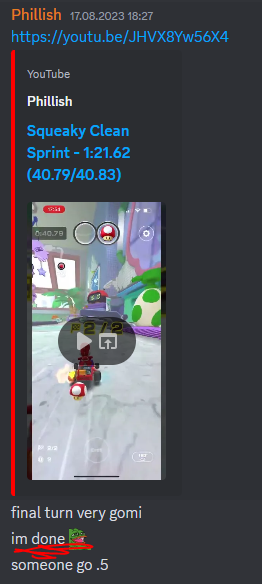 Phillish 17.08.2023 18:27
https://youtu.be/JHVX8Yw56X4
YouTube
Phillish
Squeaky Clean
Sprint - 1:21.62
(40.79/40.83)
0:40.79
2/2
final turn very gomi
im done
someone go .5